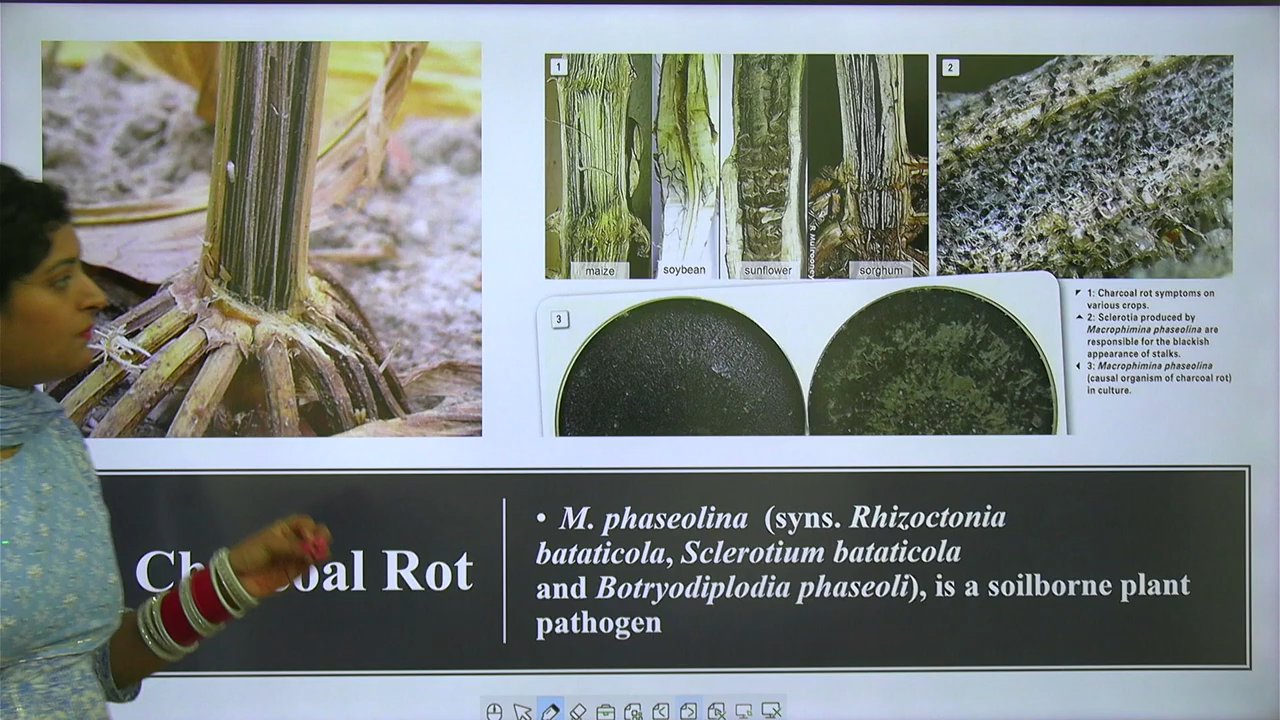 1
2
maize
soybean
sunflower
sorghum
3
1: Charcoal rot symptoms on
various crops.
2: Sclerotia produced by
Macrophimina phaseolina are
responsible for the blackish
appearance of stalks.
3: Macrophimina phaseolina
(causal organism of charcoal rot)
in culture.
Rot
• M. phaseolina (syns. Rhizoctonia
bataticola, Sclerotium bataticola
and Botryodiplodia phaseoli), is a soilborne plant
pathogen